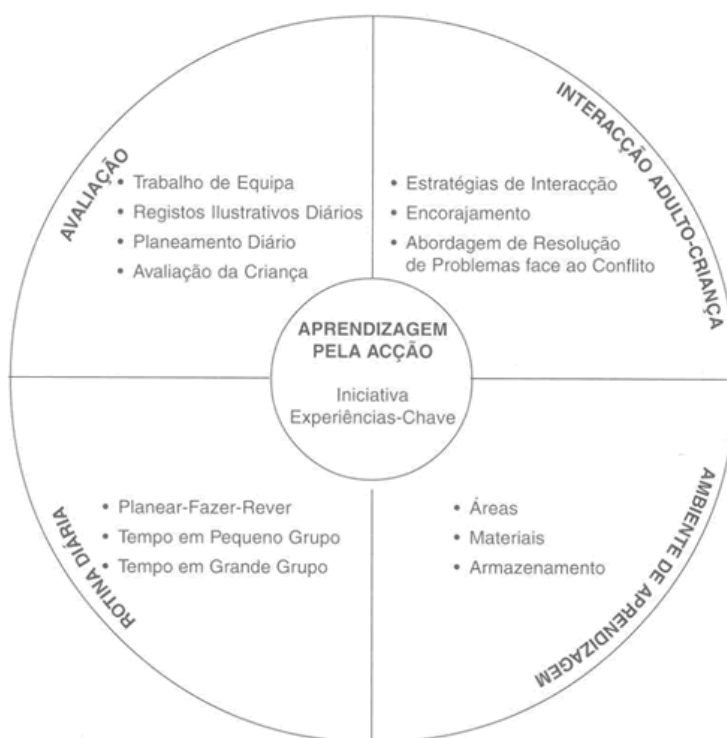 AVALIAÇÃO
• Trabalho de Equipa
• Registos Ilustrativos Diários
• Planeamento Diário
• Avaliação da Criança
INTERACÇÃO ADULTO-CRIANÇA
• Estratégias de Interacção
• Encorajamento
• Abordagem de Resolução
de Problemas face ao Conflito
APRENDIZAGEM
PELA ACÇÃO
Iniciativa
Experiências-Chave
ROTINA DIÁRIA
• Planear-Fazer-Rever
• Tempo em Pequeno Grupo
• Tempo em Grande Grupo
AMBIENTE DE APRENDIZAGEM
• Áreas
• Materiais
• Armazenamento